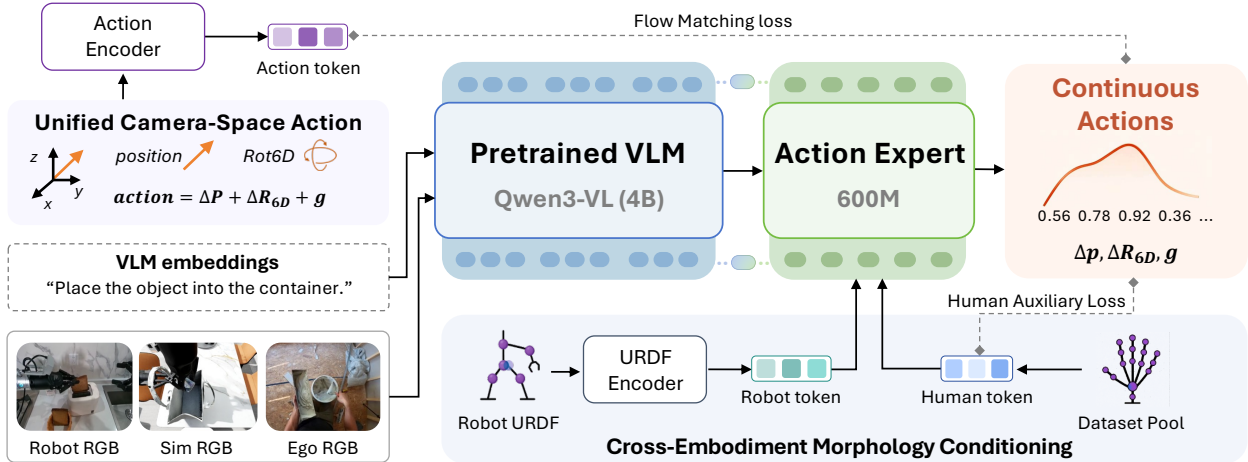 Action
Encoder
Action token
Flow Matching loss
Unified Camera-Space Action
z
y
x
position
Rot6D
action = ΔP + ΔR6D + g
VLM embeddings
“Place the object into the container.”
Robot RGB
Sim RGB
Ego RGB
Pretrained VLM
Qwen3-VL (4B)
Action Expert
600M
Continuous
Actions
0.56 0.78 0.92 0.36 ...
Δp, ΔR6D, g
Human Auxiliary Loss
Robot URDF
URDF
Encoder
Robot token
Human token
Dataset Pool
Cross-Embodiment Morphology Conditioning